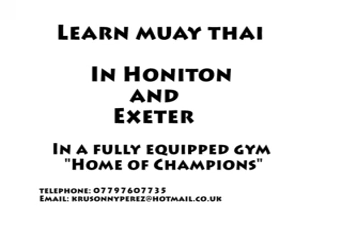 Learn muay thai
In Honiton
and
Exeter
In a fully equipped gym
"Home of Champions"
telephone: 07797607735
Email: krusonnyperez@hotmail.co.uk